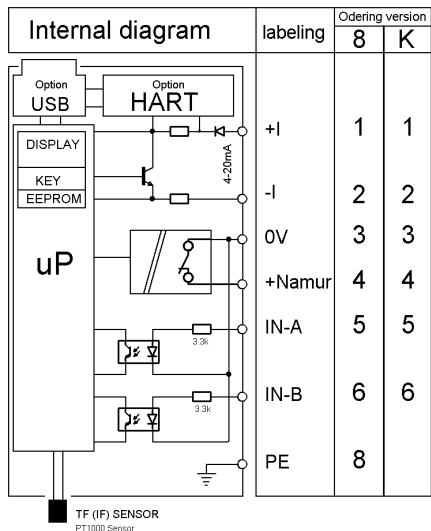 Internal diagram
labeling
Odering version
8 K
Option
USB
Option
HART
DISPLAY
KEY
EEPROM
uP
4-20mA
+I 1 1
-I 2 2
0V 3 3
+Namur 4 4
3.3k
IN-A 5 5
3.3k
IN-B 6 6
PE 8
TF (IF) SENSOR
PT1000 Sensor